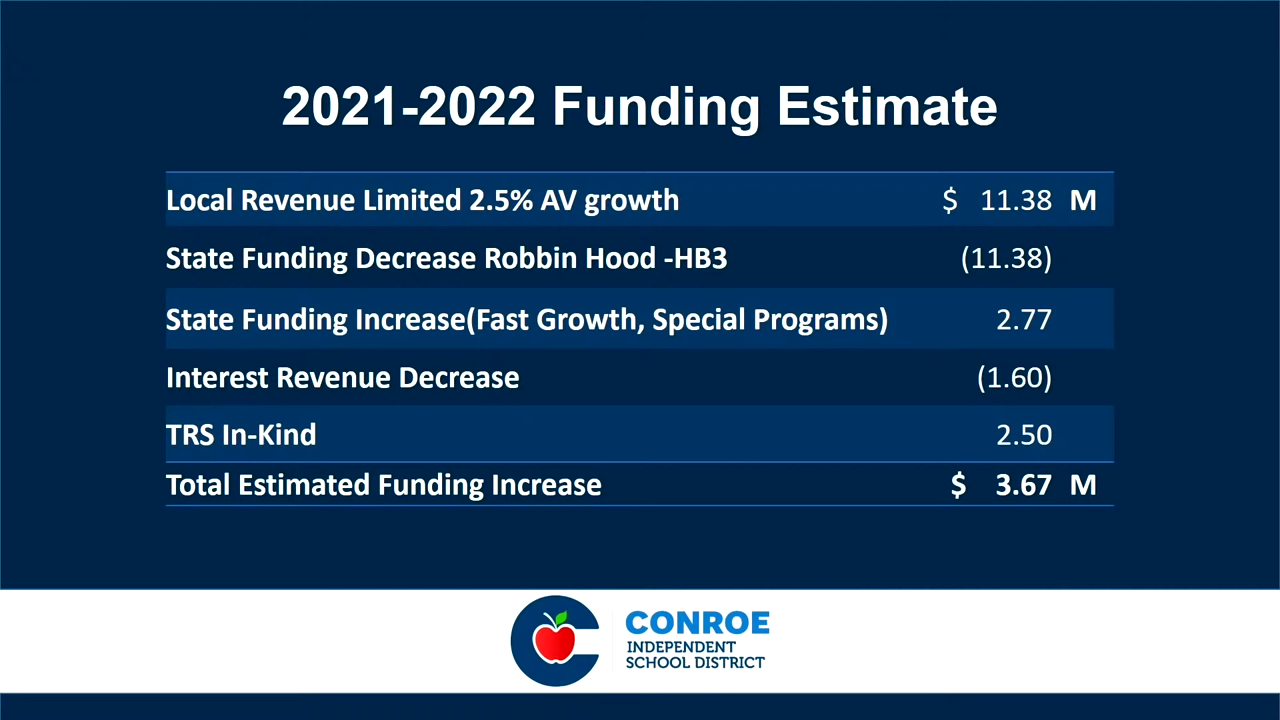 2021-2022 Funding Estimate
Local Revenue Limited 2.5% AV growth $ 11.38 M
State Funding Decrease Robbin Hood -HB3 (11.38)
State Funding Increase(Fast Growth, Special Programs) 2.77
Interest Revenue Decrease (1.60)
TRS In-Kind 2.50
Total Estimated Funding Increase $ 3.67 M
CONROE
INDEPENDENT
SCHOOL DISTRICT